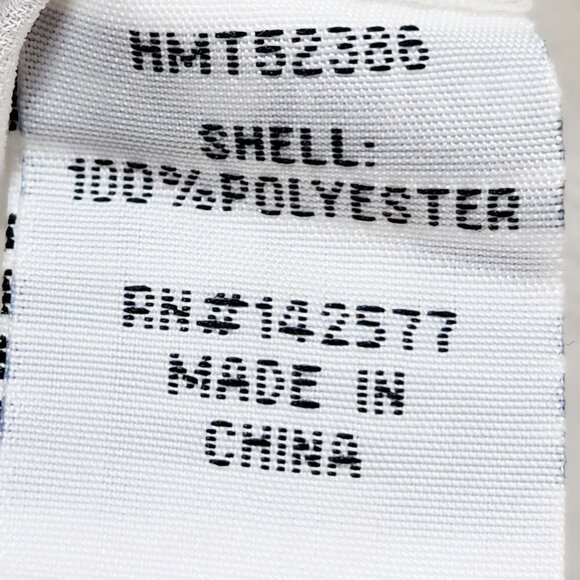 HMT52386
SHELL:
100%POLYESTER
RN#142577
MADE IN
CHINA